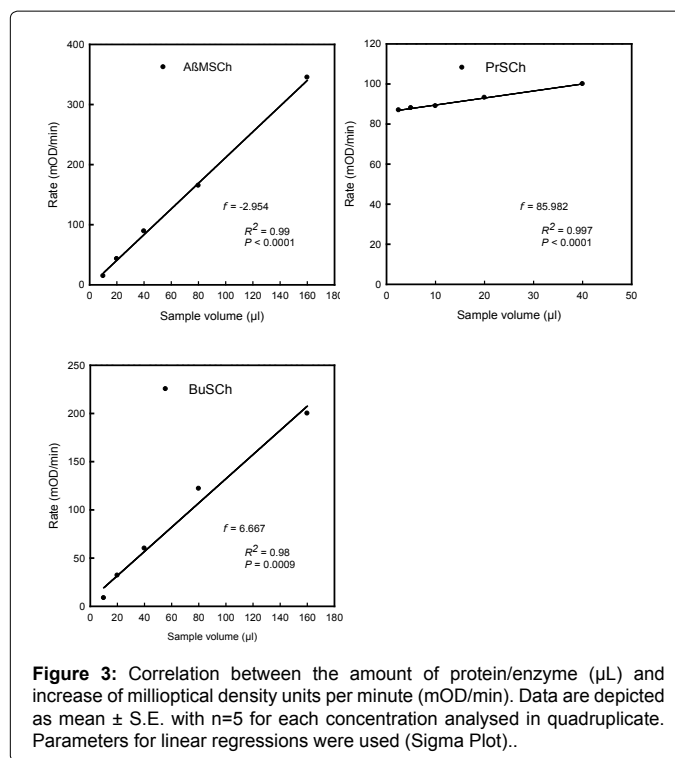 400
300
200
100
0
Rate (mOD/min)
AßMSCh
f = -2.954
R² = 0.99
P < 0.0001
0 20 40 60 80 100 120 140 160 180
Sample volume (µl)
120
100
80
60
40
20
0
Rate (mOD/min)
PrSCh
f = 85.982
R² = 0.997
P < 0.0001
0 10 20 30 40 50
Sample volume (µl)
250
200
150
100
50
0
Rate (mOD/min)
BuSCh
f = 6.667
R² = 0.98
P = 0.0009
0 20 40 60 80 100 120 140 160 180
Sample volume (µl)
Figure 3: Correlation between the amount of protein/enzyme (µL) and
increase of millioptical density units per minute (mOD/min). Data are depicted
as mean ± S.E. with n=5 for each concentration analysed in quadruplicate.
Parameters for linear regressions were used (Sigma Plot)..